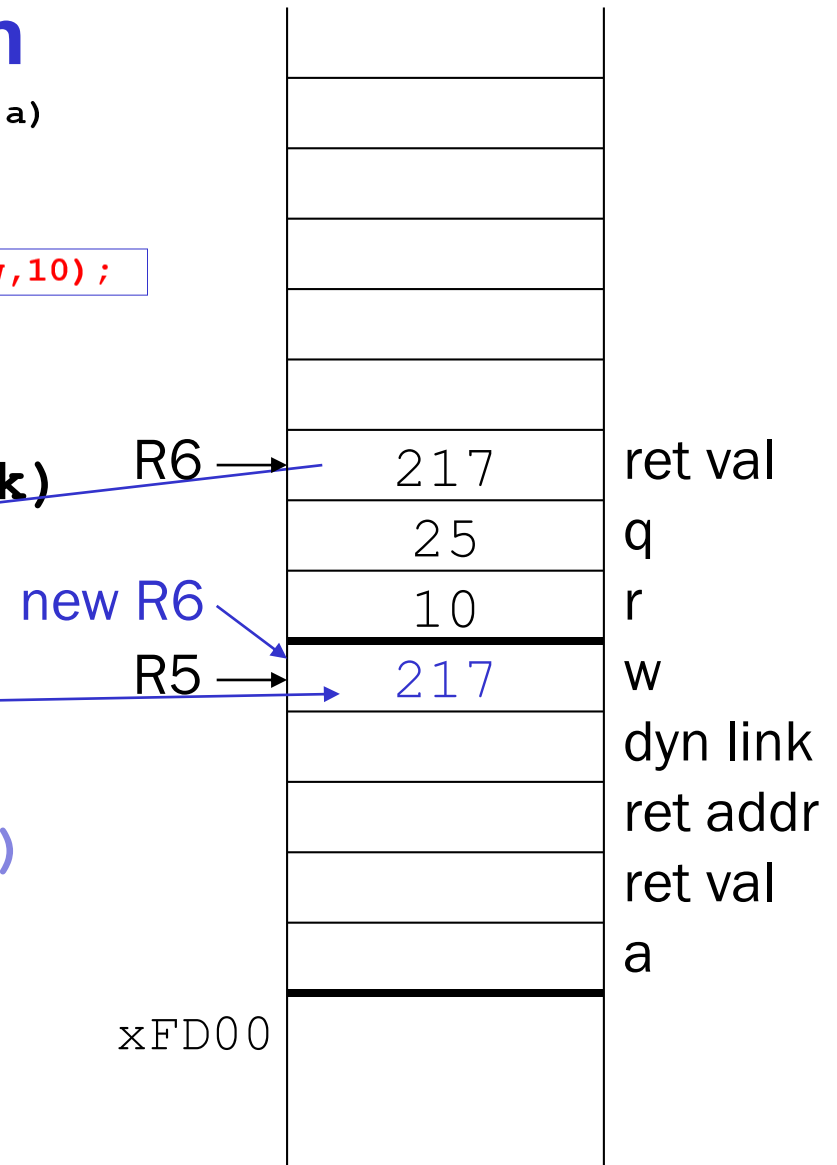 n
a)
w,10);
k)
R6
217
ret val
25
q
new R6
10
r
R5
217
w
dyn link
ret addr
)
ret val
a
xFD00